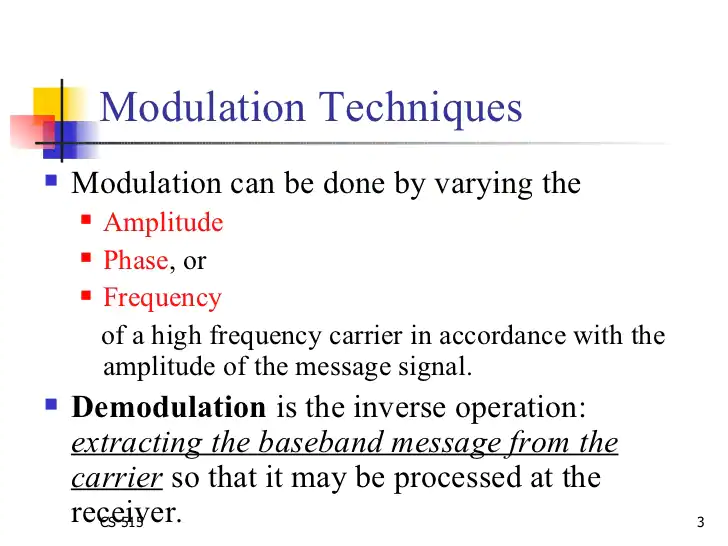 Modulation Techniques
Modulation can be done by varying the
Amplitude
Phase, or
Frequency
of a high frequency carrier in accordance with the
amplitude of the message signal.
Demodulation is the inverse operation:
extracting the baseband message from the
carrier so that it may be processed at the
receiver.
CS 515
3